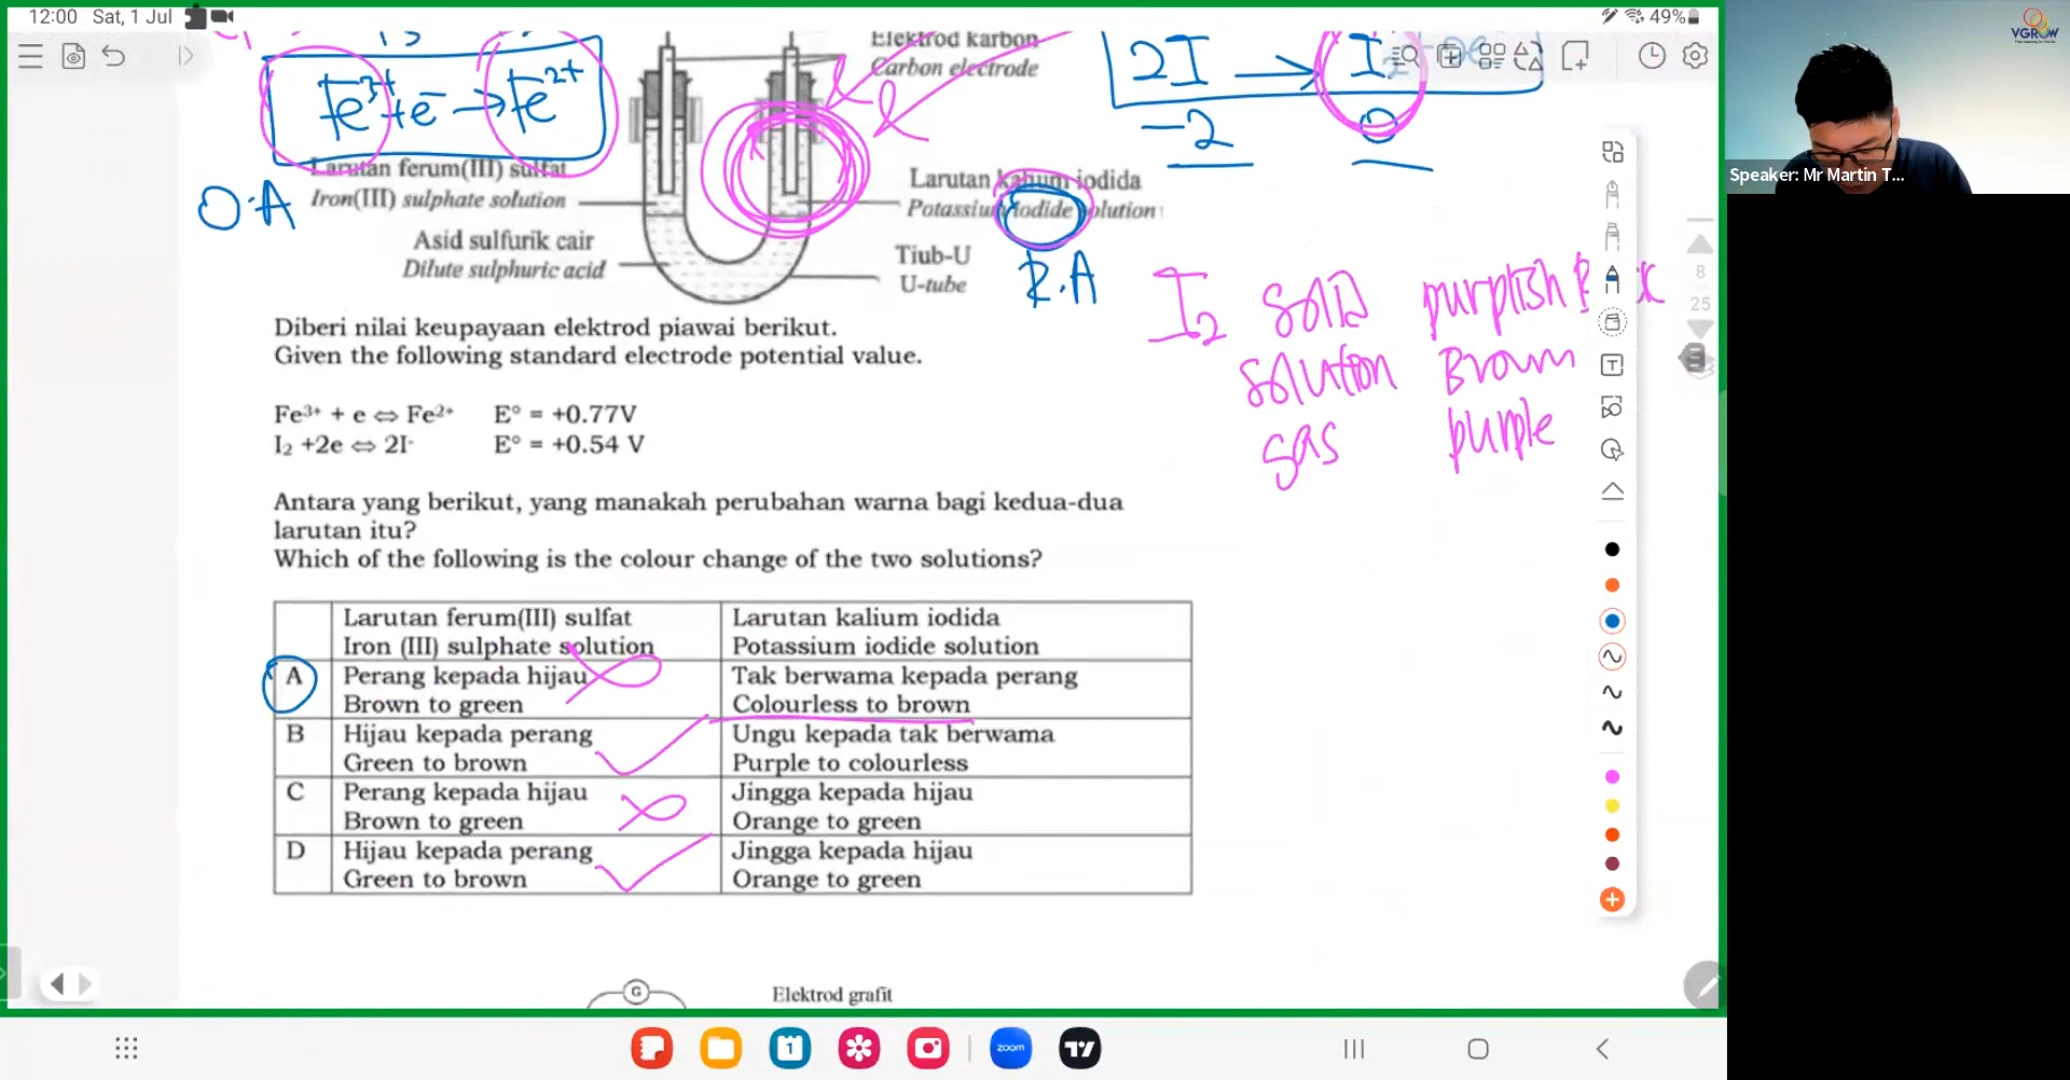 12:00 Sat, 1 Jul
49%
VGROW
Elektrod karbon
Carbon electrode
Fe³⁺ + e⁻ → Fe²⁺
2I → I₂
-2 0
Larutan ferum(III) sulfat
Iron(III) sulphate solution
O.A
Larutan kalium iodida
Potassium iodide solution
R.A
Asid sulfurik cair
Dilute sulphuric acid
Tiub-U
U-tube
I₂ solid purplish
solution Brown
gas purple
Speaker: Mr Martin T...
8
25
Diberi nilai keupayaan elektrod piawai berikut.
Given the following standard electrode potential value.
Fe³⁺ + e ⇔ Fe²⁺ E° = +0.77V
I₂ +2e ⇔ 2I⁻ E° = +0.54 V
Antara yang berikut, yang manakah perubahan warna bagi kedua-dua
larutan itu?
Which of the following is the colour change of the two solutions?
Larutan ferum(III) sulfat Larutan kalium iodida
Iron (III) sulphate solution Potassium iodide solution
A Perang kepada hijau Tak berwama kepada perang
Brown to green Colourless to brown
B Hijau kepada perang Ungu kepada tak berwama
Green to brown Purple to colourless
C Perang kepada hijau Jingga kepada hijau
Brown to green Orange to green
D Hijau kepada perang Jingga kepada hijau
Green to brown Orange to green
G Elektrod grafit
1
zoom